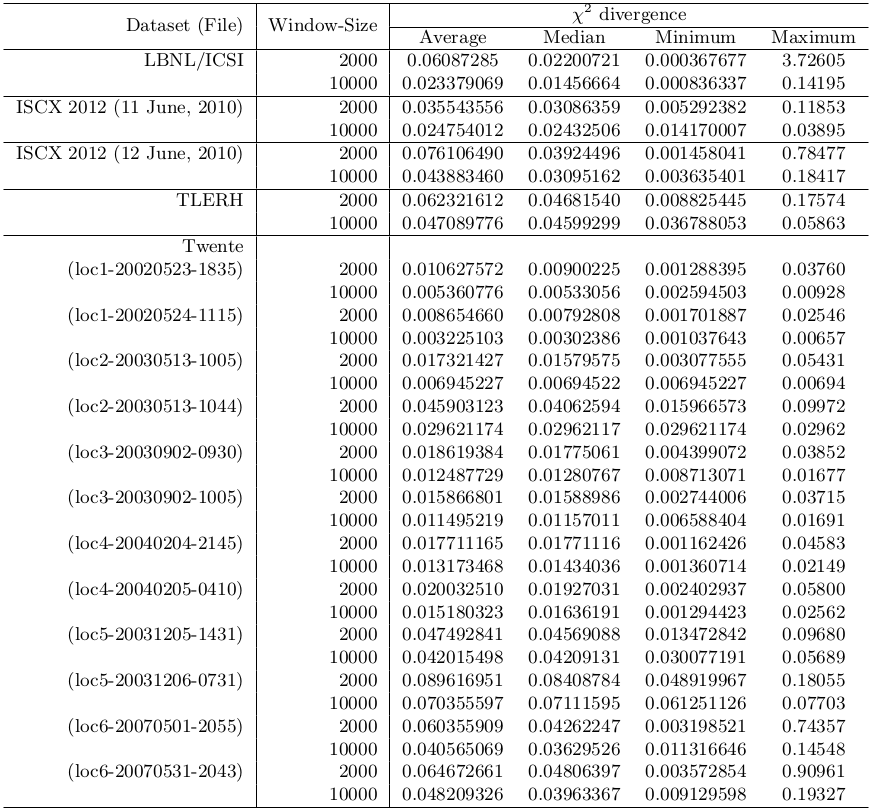 Dataset (File) Window-Size χ² divergence
Average Median Minimum Maximum
LBNL/ICSI 2000 0.06087285 0.02200721 0.000367677 3.72605
10000 0.023379069 0.01456664 0.000836337 0.14195
ISCX 2012 (11 June, 2010) 2000 0.035543556 0.03086359 0.005292382 0.11853
10000 0.024754012 0.02432506 0.014170007 0.03895
ISCX 2012 (12 June, 2010) 2000 0.076106490 0.03924496 0.001458041 0.78477
10000 0.043883460 0.03095162 0.003635401 0.18417
TLERH 2000 0.062321612 0.04681540 0.008825445 0.17574
10000 0.047089776 0.04599299 0.036788053 0.05863
Twente
(loc1-20020523-1835) 2000 0.010627572 0.00900225 0.001288395 0.03760
10000 0.005360776 0.00533056 0.002594503 0.00928
(loc1-20020524-1115) 2000 0.008654660 0.00792808 0.001701887 0.02546
10000 0.003225103 0.00302386 0.001037643 0.00657
(loc2-20030513-1005) 2000 0.017321427 0.01579575 0.003077555 0.05431
10000 0.006945227 0.00694522 0.006945227 0.00694
(loc2-20030513-1044) 2000 0.045903123 0.04062594 0.015966573 0.09972
10000 0.029621174 0.02962117 0.029621174 0.02962
(loc3-20030902-0930) 2000 0.018619384 0.01775061 0.004399072 0.03852
10000 0.012487729 0.01280767 0.008713071 0.01677
(loc3-20030902-1005) 2000 0.015866801 0.01588986 0.002744006 0.03715
10000 0.011495219 0.01157011 0.006588404 0.01691
(loc4-20040204-2145) 2000 0.017711165 0.01771116 0.001162426 0.04583
10000 0.013173468 0.01434036 0.001360714 0.02149
(loc4-20040205-0410) 2000 0.020032510 0.01927031 0.002402937 0.05800
10000 0.015180323 0.01636191 0.001294423 0.02562
(loc5-20031205-1431) 2000 0.047492841 0.04569088 0.013472842 0.09680
10000 0.042015498 0.04209131 0.030077191 0.05689
(loc5-20031206-0731) 2000 0.089616951 0.08408784 0.048919967 0.18055
10000 0.070355597 0.07111595 0.061251126 0.07703
(loc6-20070501-2055) 2000 0.060355909 0.04262247 0.003198521 0.74357
10000 0.040565069 0.03629526 0.011316646 0.14548
(loc6-20070531-2043) 2000 0.064672661 0.04806397 0.003572854 0.90961
10000 0.048209326 0.03963367 0.009129598 0.19327